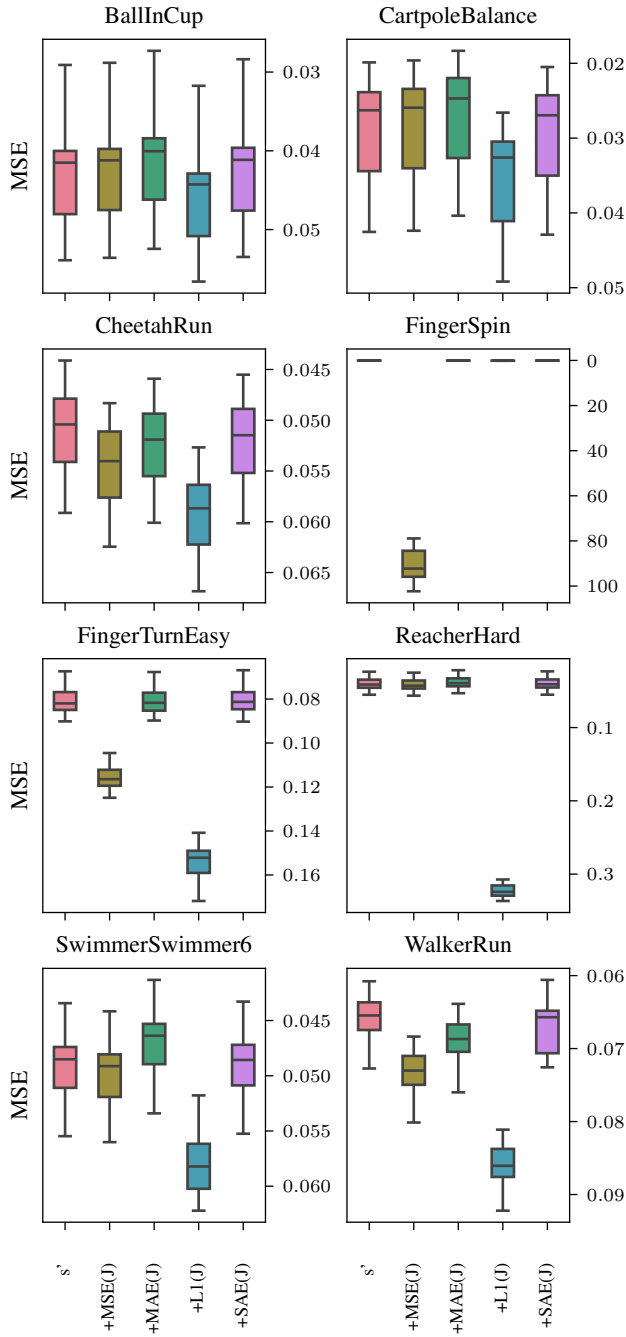 BallInCup
CartpoleBalance
MSE
0.03
0.04
0.05
0.02
0.03
0.04
0.05
CheetahRun
FingerSpin
MSE
0.045
0.050
0.055
0.060
0.065
0
20
40
60
80
100
FingerTurnEasy
ReacherHard
MSE
0.08
0.10
0.12
0.14
0.16
0.1
0.2
0.3
SwimmerSwimmer6
WalkerRun
MSE
0.045
0.050
0.055
0.060
0.06
0.07
0.08
0.09
s'
+MSE(J)
+MAE(J)
+L1(J)
+SAE(J)
s'
+MSE(J)
+MAE(J)
+L1(J)
+SAE(J)